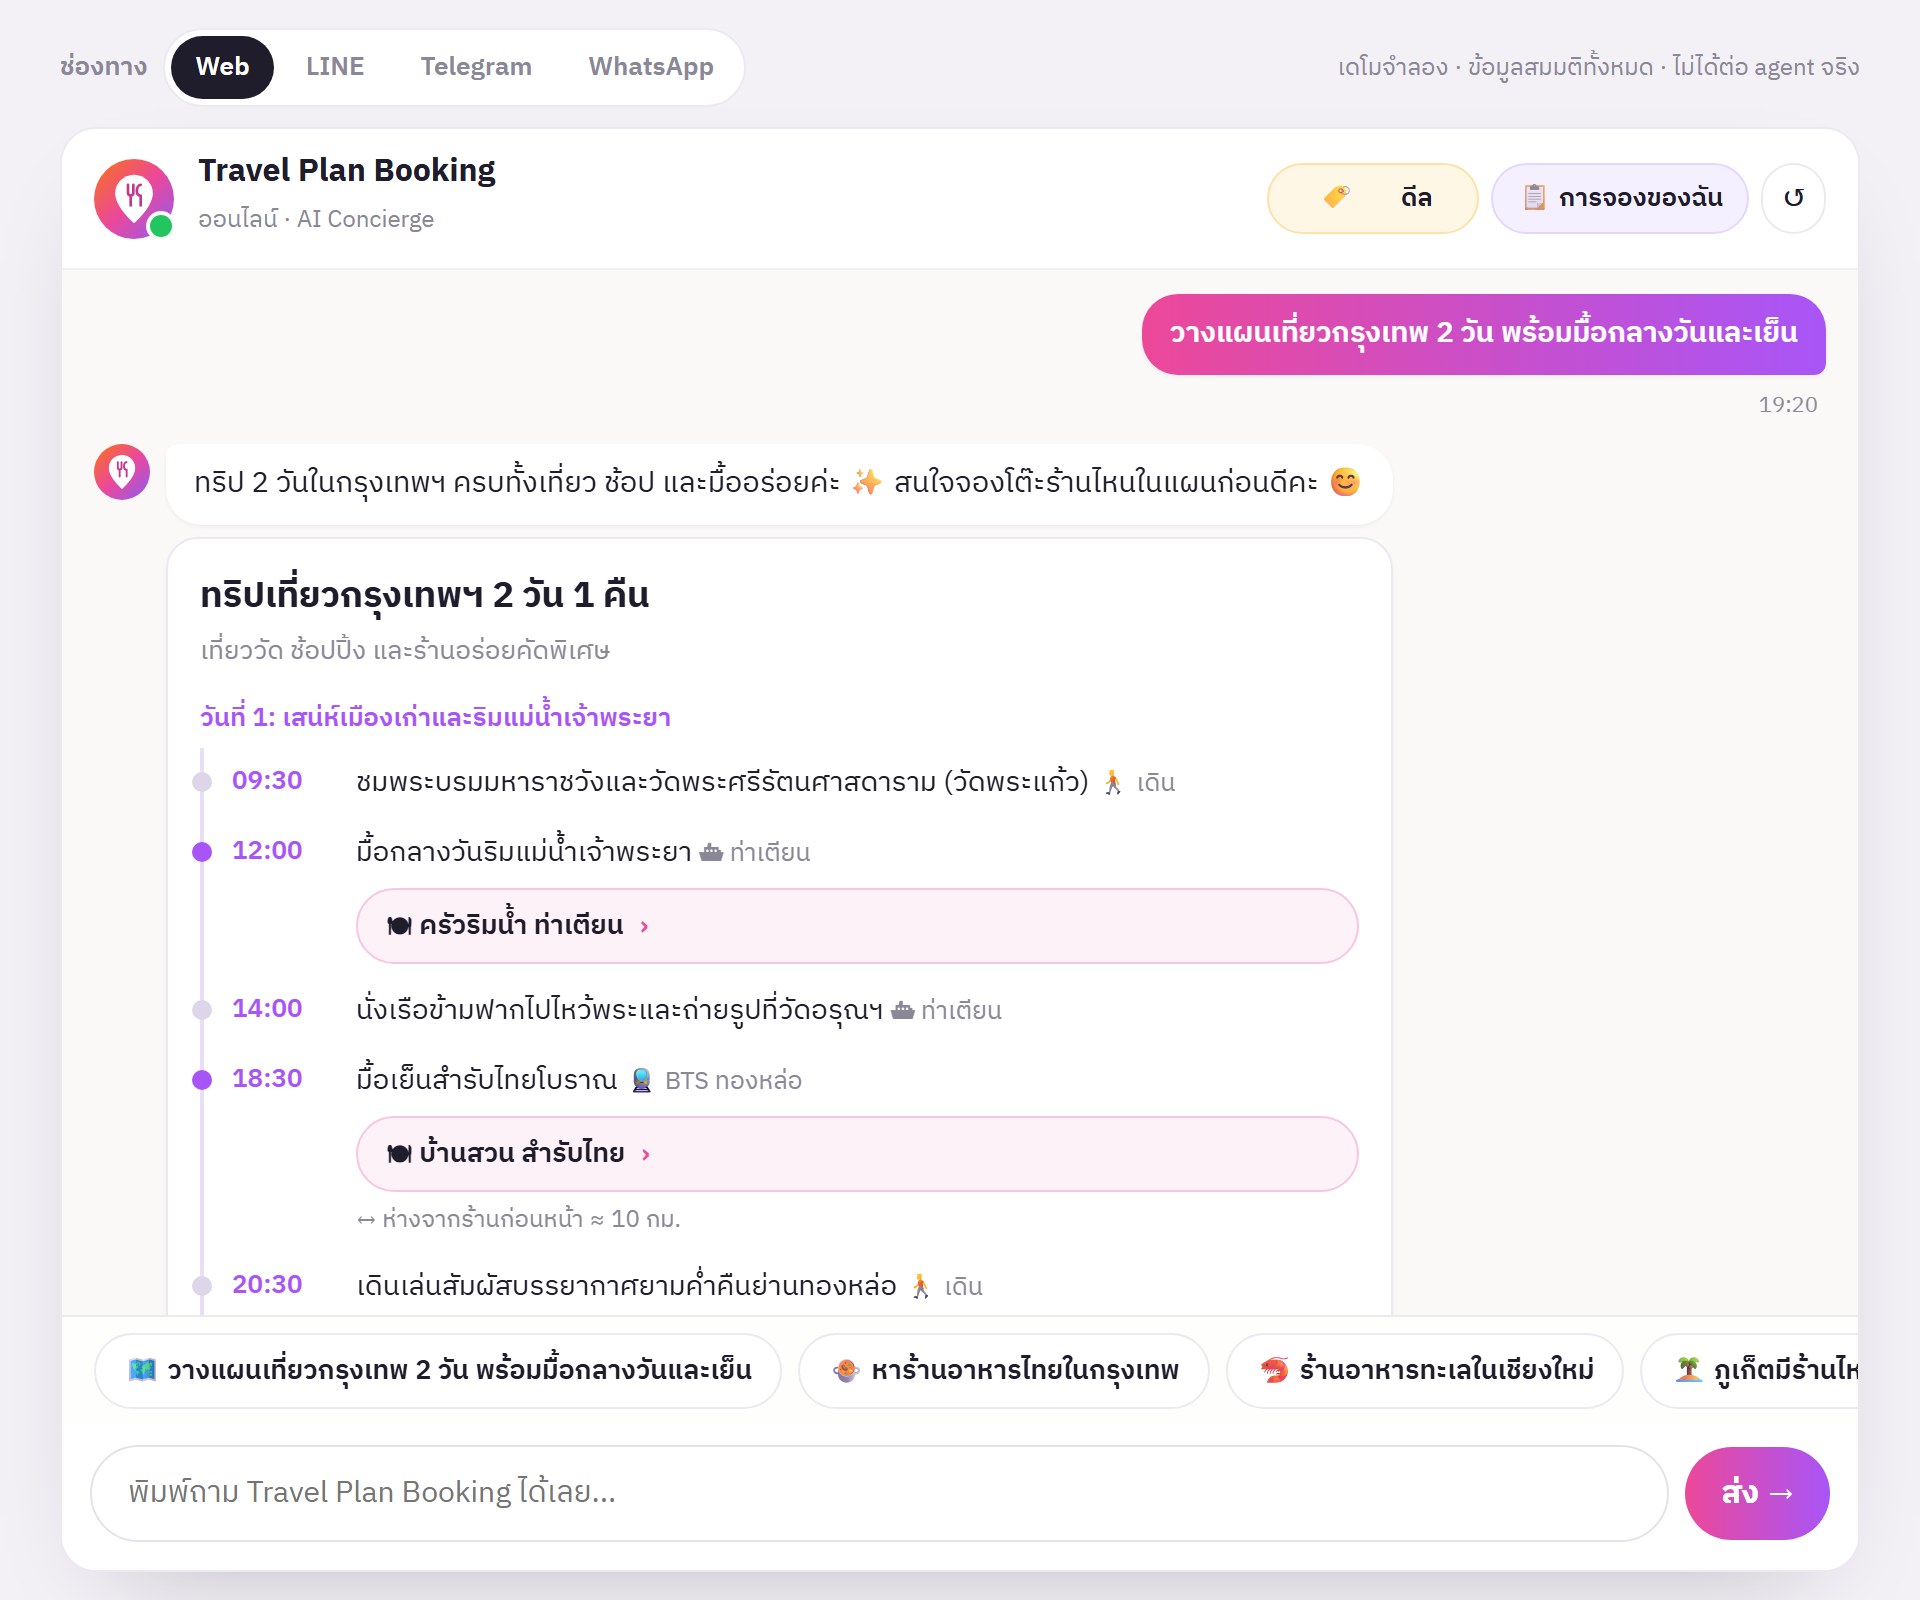 ช่องทาง Web LINE Telegram WhatsApp
เดโมจำลอง · ข้อมูลสมมติทั้งหมด · ไม่ได้ต่อ agent จริง
Travel Plan Booking
ออนไลน์ · AI Concierge
🏷️ ดีล 📋 การจองของฉัน ↺
วางแผนเที่ยวกรุงเทพ 2 วัน พร้อมมื้อกลางวันและเย็น
19:20
ทริป 2 วันในกรุงเทพฯ ครบทั้งเที่ยว ช้อป และมื้ออร่อยค่ะ ✨ สนใจจองโต๊ะร้านไหนในแผนก่อนดีคะ 😊
ทริปเที่ยวกรุงเทพฯ 2 วัน 1 คืน
เที่ยววัด ช้อปปิ้ง และร้านอร่อยคัดพิเศษ
วันที่ 1: เสน่ห์เมืองเก่าและริมแม่น้ำเจ้าพระยา
09:30 ชมพระบรมมหาราชวังและวัดพระศรีรัตนศาสดาราม (วัดพระแก้ว) 🚶 เดิน
12:00 มื้อกลางวันริมแม่น้ำเจ้าพระยา ⛴ ท่าเตียน
🍽 ครัวริมน้ำ ท่าเตียน ›
14:00 นั่งเรือข้ามฟากไปไหว้พระและถ่ายรูปที่วัดอรุณฯ ⛴ ท่าเตียน
18:30 มื้อเย็นสำรับไทยโบราณ 🚇 BTS ทองหล่อ
🍽 บ้านสวน สำรับไทย ›
↔ ห่างจากร้านก่อนหน้า ≈ 10 กม.
20:30 เดินเล่นสัมผัสบรรยากาศยามค่ำคืนย่านทองหล่อ 🚶 เดิน
🗺️ วางแผนเที่ยวกรุงเทพ 2 วัน พร้อมมื้อกลางวันและเย็น
🍲 หาร้านอาหารไทยในกรุงเทพ
🦐 ร้านอาหารทะเลในเชียงใหม่
🏝️ ภูเก็ตมีร้านไห
พิมพ์ถาม Travel Plan Booking ได้เลย...
ส่ง →